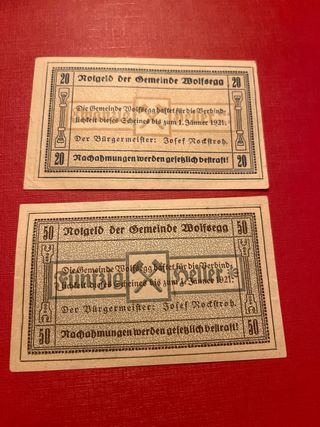 20 Notgeld der Gemeinde Wolfsegg 20
Die Gemeinde Wolfsegg haftet für die Verbind-
lichkeit dieses Scheines bis zum 1. Jänner 1921.
Der Bürgermeister: Josef Rockstroh.
20 Nachahmungen werden gesetzlich bestraft! 20
50 Notgeld der Gemeinde Wolfsegg 50
Fünfzig Heller
Die Gemeinde Wolfsegg haftet für die Verbind-
lichkeit dieses Scheines bis zum 1. Jänner 1921.
Der Bürgermeister: Josef Rockstroh.
50 Nachahmungen werden gesetzlich bestraft! 50